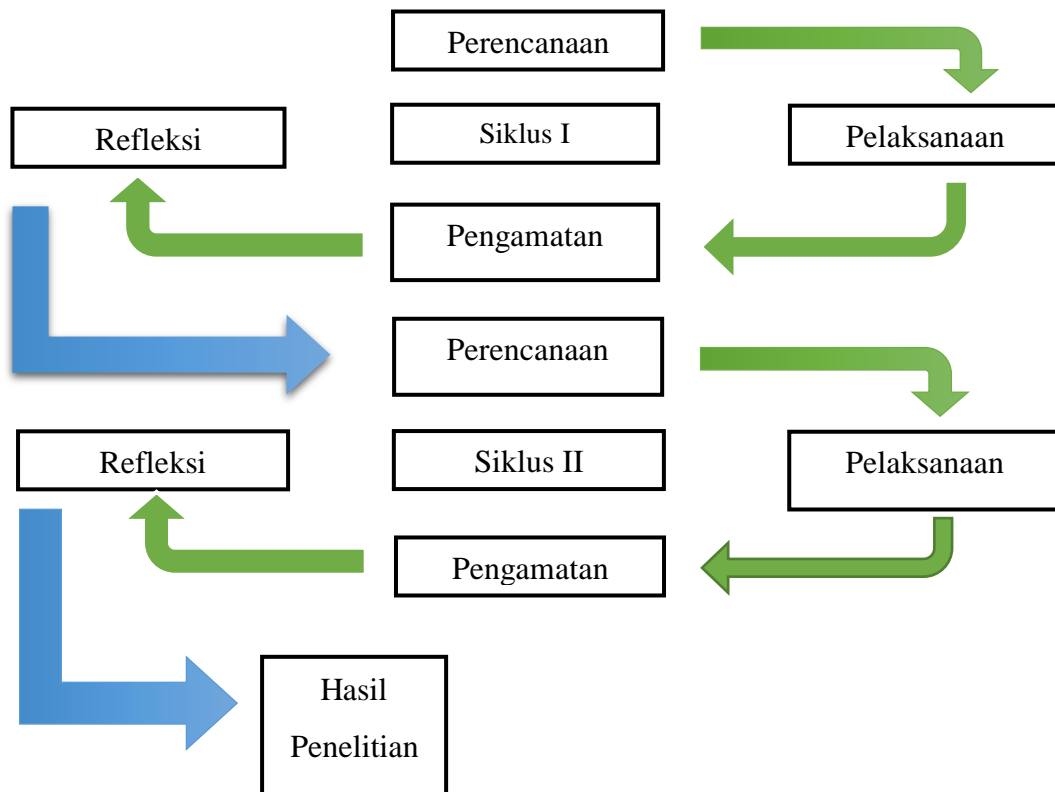 Perencanaan
Refleksi
Siklus I
Pelaksanaan
Pengamatan
Perencanaan
Refleksi
Siklus II
Pelaksanaan
Pengamatan
Hasil
Penelitian